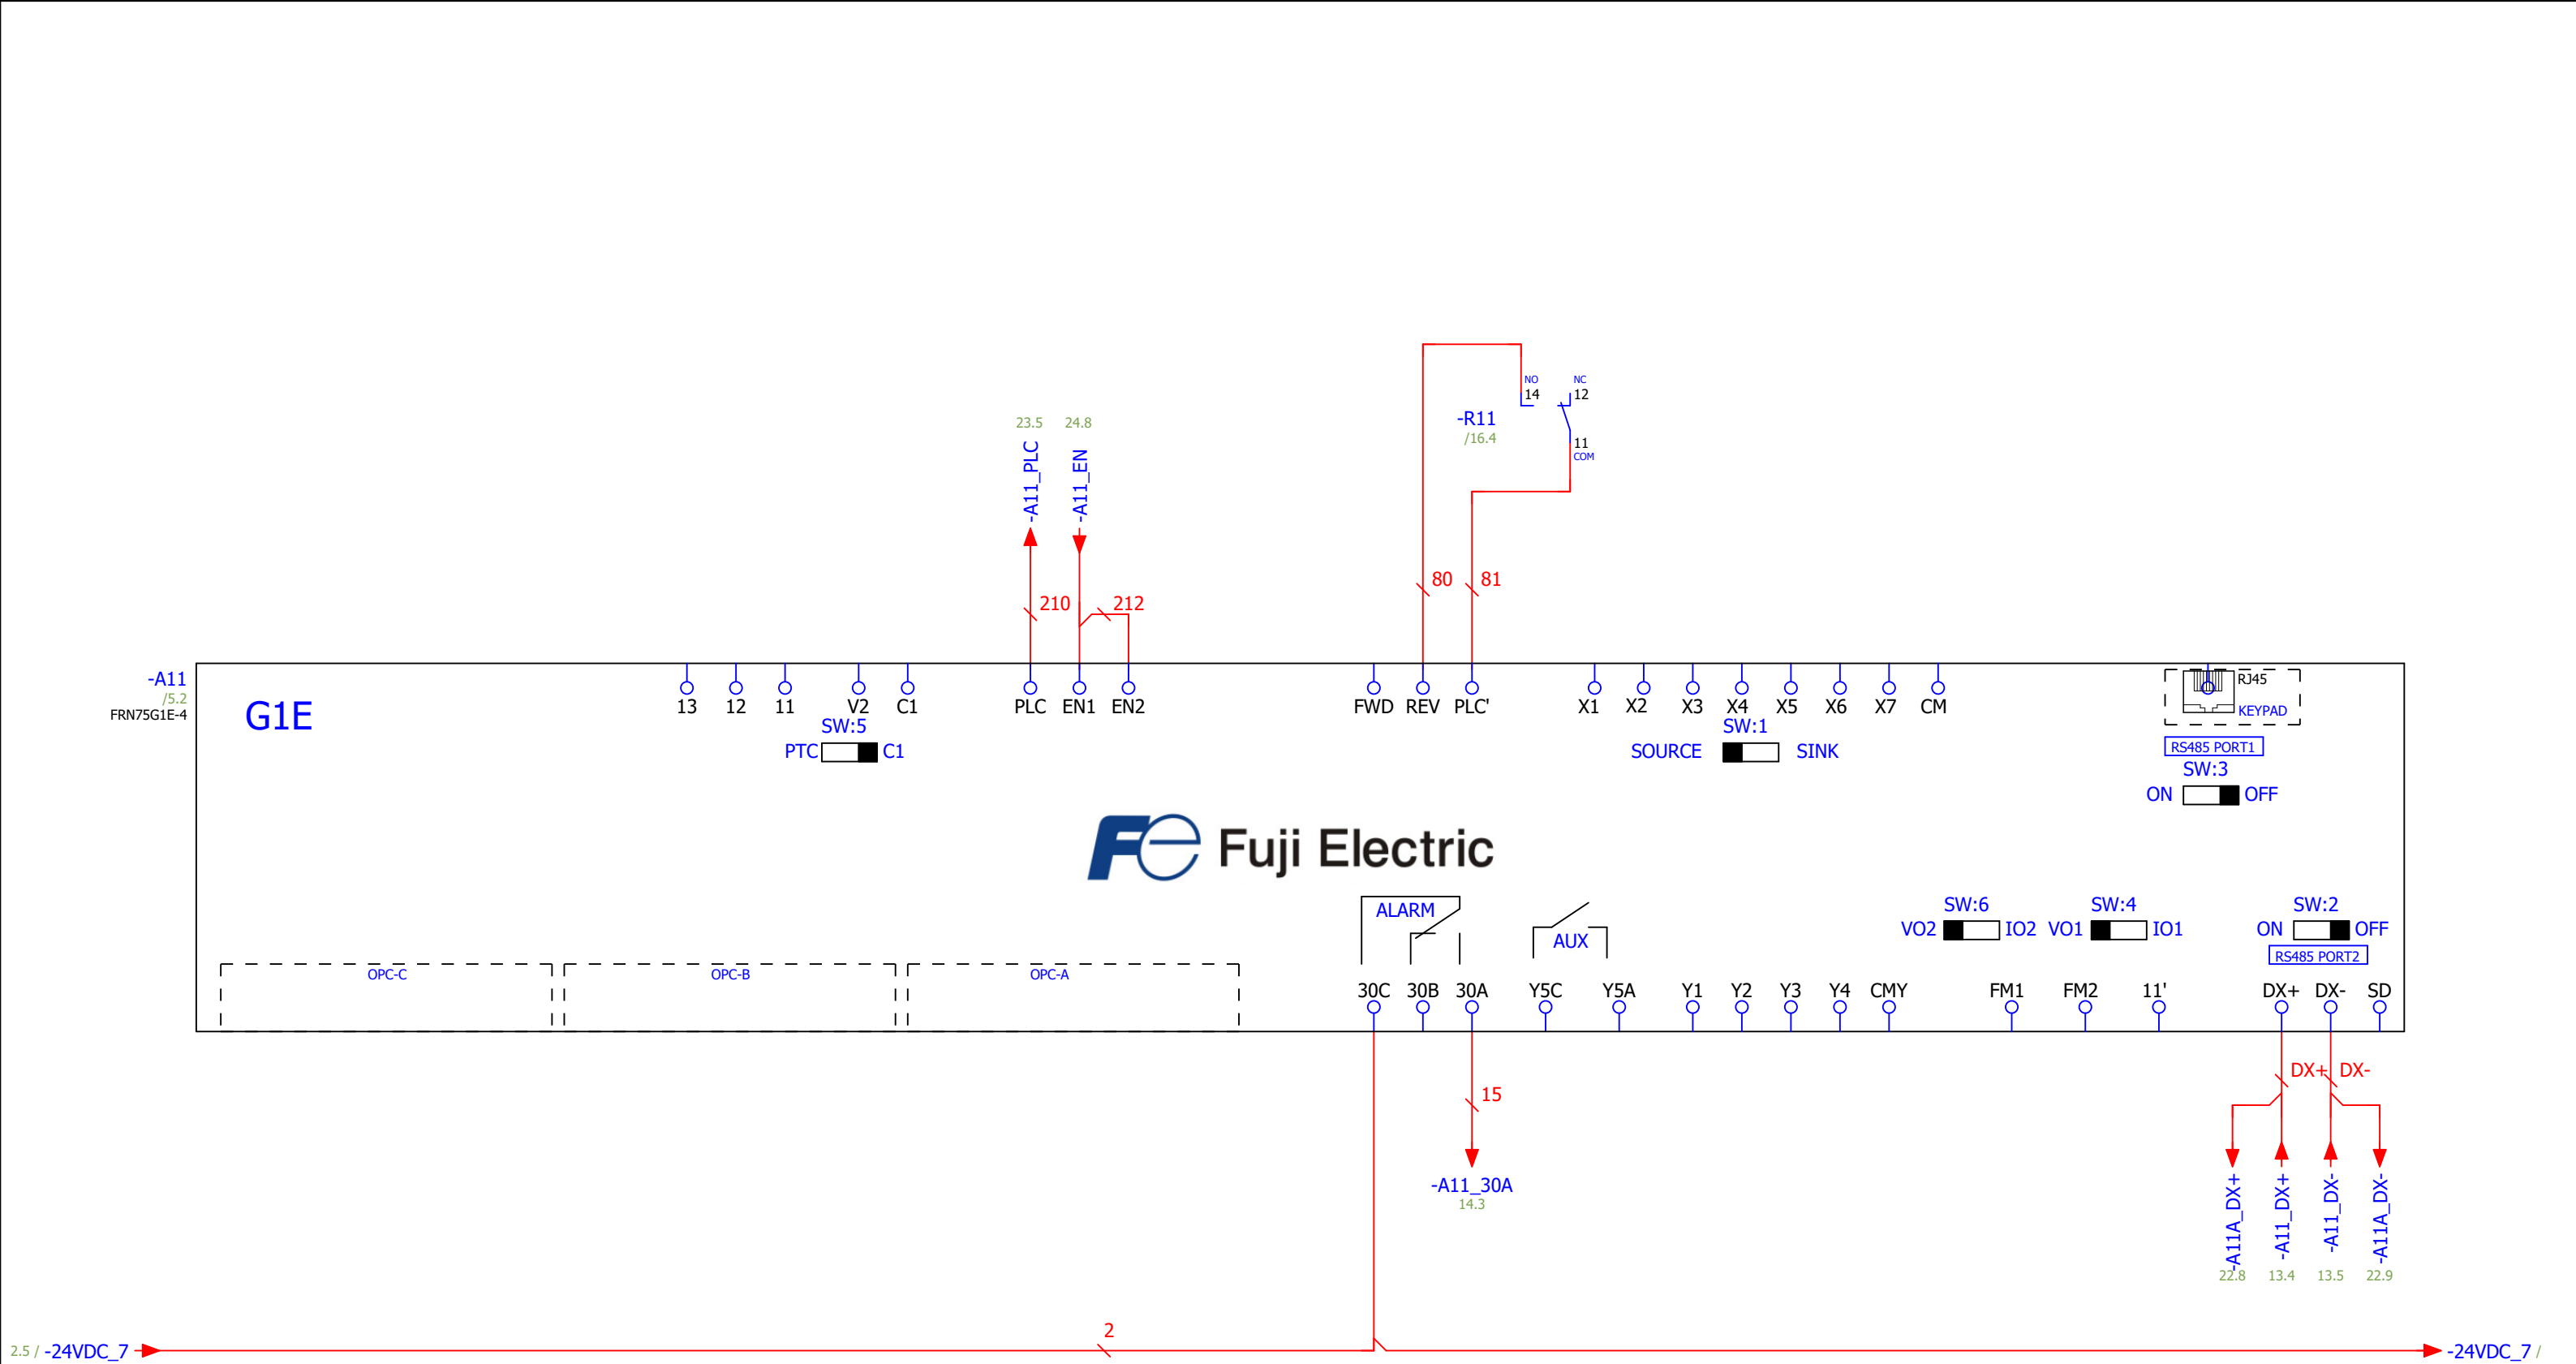 NO NC
14 12
-R11
/16.4
11
COM
23.5 24.8
-A11_PLC -A11_EN
80 81
210 212
-A11
/5.2
FRN75G1E-4
G1E
13 12 11 V2 C1 PLC EN1 EN2 FWD REV PLC' X1 X2 X3 X4 X5 X6 X7 CM
RJ45
KEYPAD
SW:5
PTC C1
SW:1
SOURCE SINK
RS485 PORT1
SW:3
ON OFF
Fe Fuji Electric
ALARM
AUX
SW:6 SW:4 SW:2
VO2 IO2 VO1 IO1 ON OFF
RS485 PORT2
OPC-C OPC-B OPC-A
30C 30B 30A Y5C Y5A Y1 Y2 Y3 Y4 CMY FM1 FM2 11' DX+ DX- SD
DX+ DX-
15
-A11_30A
14.3
-A11A_DX+ -A11_DX+ -A11_DX- -A11A_DX-
22.8 13.4 13.5 22.9
2
2.5 / -24VDC_7 -24VDC_7 /